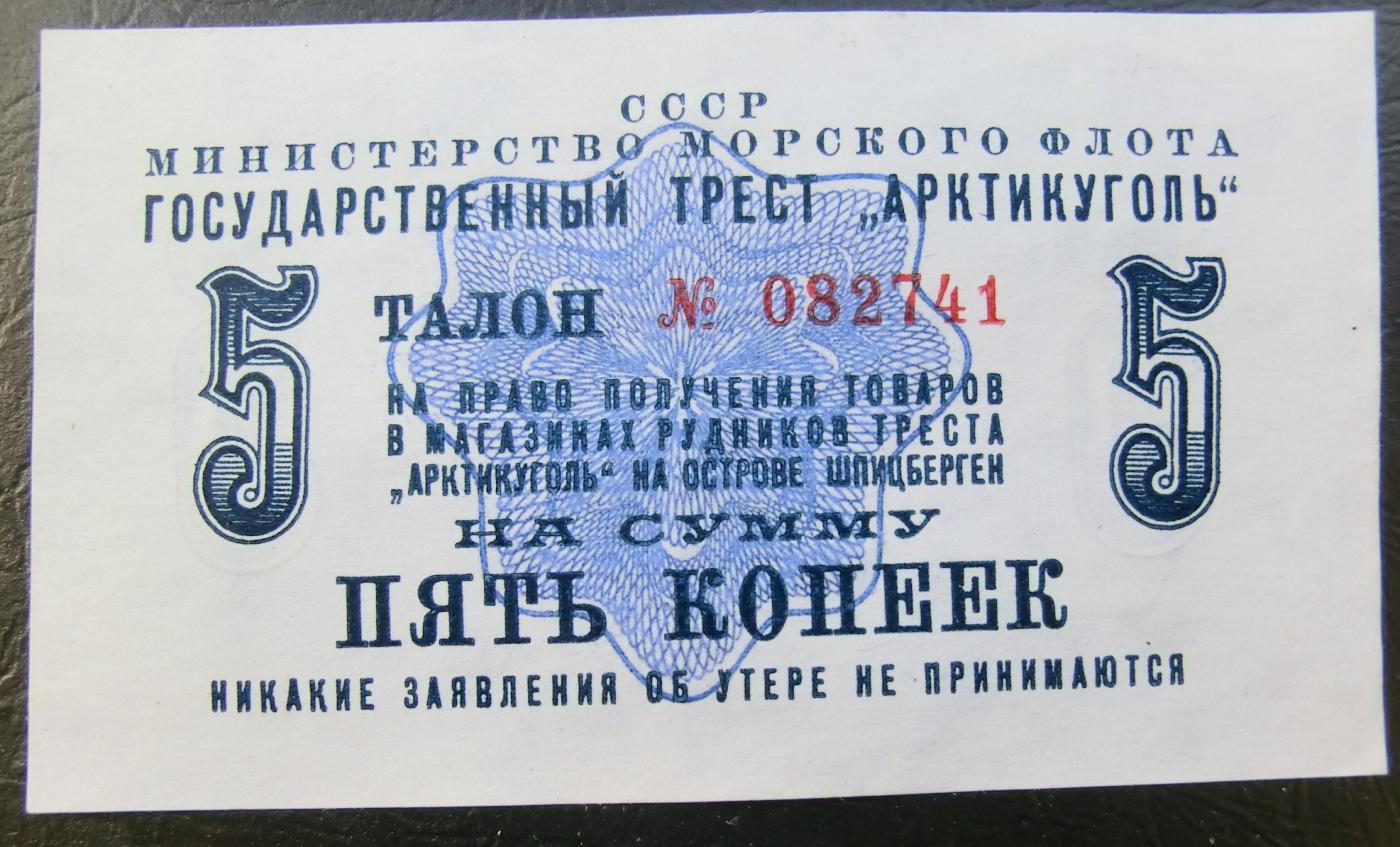 СССР
МИНИСТЕРСТВО МОРСКОГО ФЛОТА
ГОСУДАРСТВЕННЫЙ ТРЕСТ „АРКТИКУГОЛЬ“
5 ТАЛОН № 082741 5
НА ПРАВО ПОЛУЧЕНИЯ ТОВАРОВ
В МАГАЗИНАХ РУДНИКОВ ТРЕСТА
„АРКТИКУГОЛЬ“ НА ОСТРОВЕ ШПИЦБЕРГЕН
НА СУММУ
ПЯТЬ КОПЕЕК
НИКАКИЕ ЗАЯВЛЕНИЯ ОБ УТЕРЕ НЕ ПРИНИМАЮТСЯ